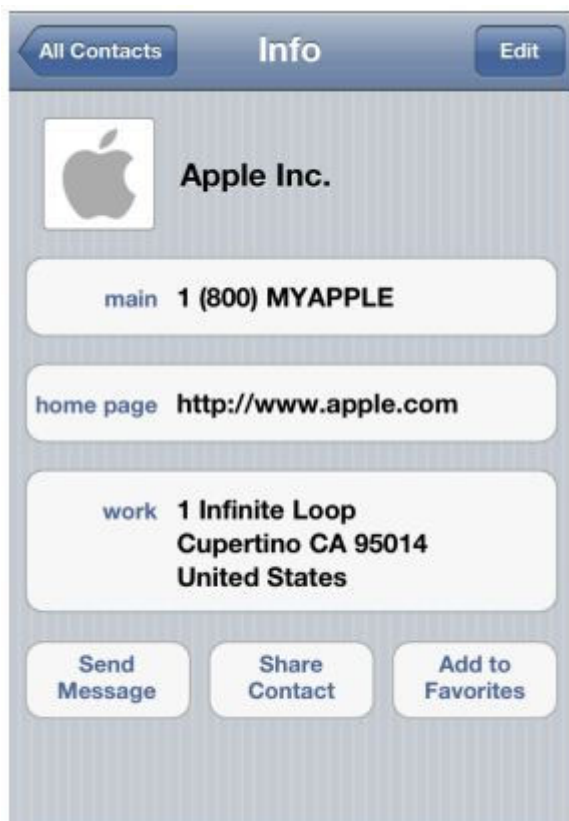 All Contacts
Info
Edit
Apple Inc.
main 1 (800) MYAPPLE
home page http://www.apple.com
work 1 Infinite Loop
Cupertino CA 95014
United States
Send
Message
Share
Contact
Add to
Favorites